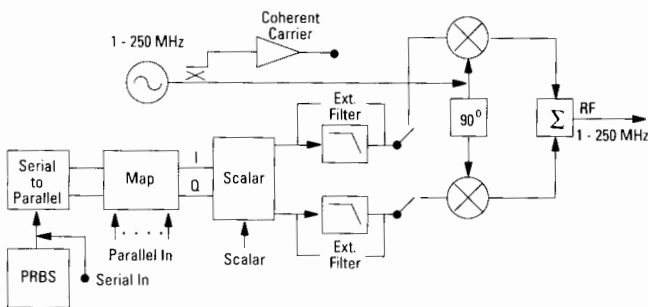 Coherent
Carrier
1 - 250 MHz
Ext.
Filter
90°
Σ
RF
1 - 250 MHz
Serial
to
Parallel
Map
I
Q
Scalar
Parallel In
Scalar
Ext.
Filter
PRBS
Serial In